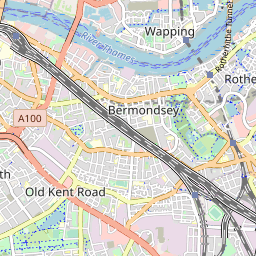 Wapping
River Thames
Rotherhithe Tunnel
Rothe
Bermondsey
A100
th
Old Kent Road